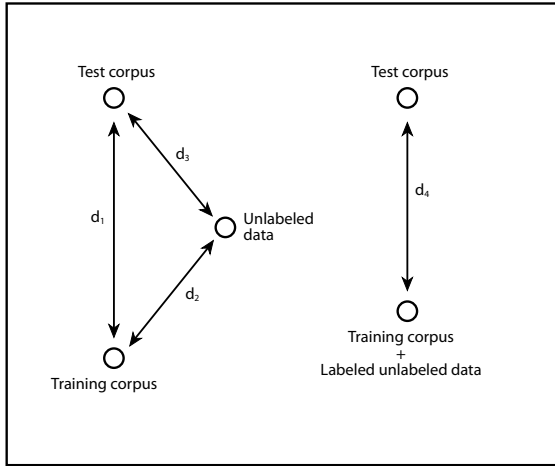 Test corpus
d₃
d₁
Unlabeled
data
d₂
Training corpus
Test corpus
d₄
Training corpus
+
Labeled unlabeled data